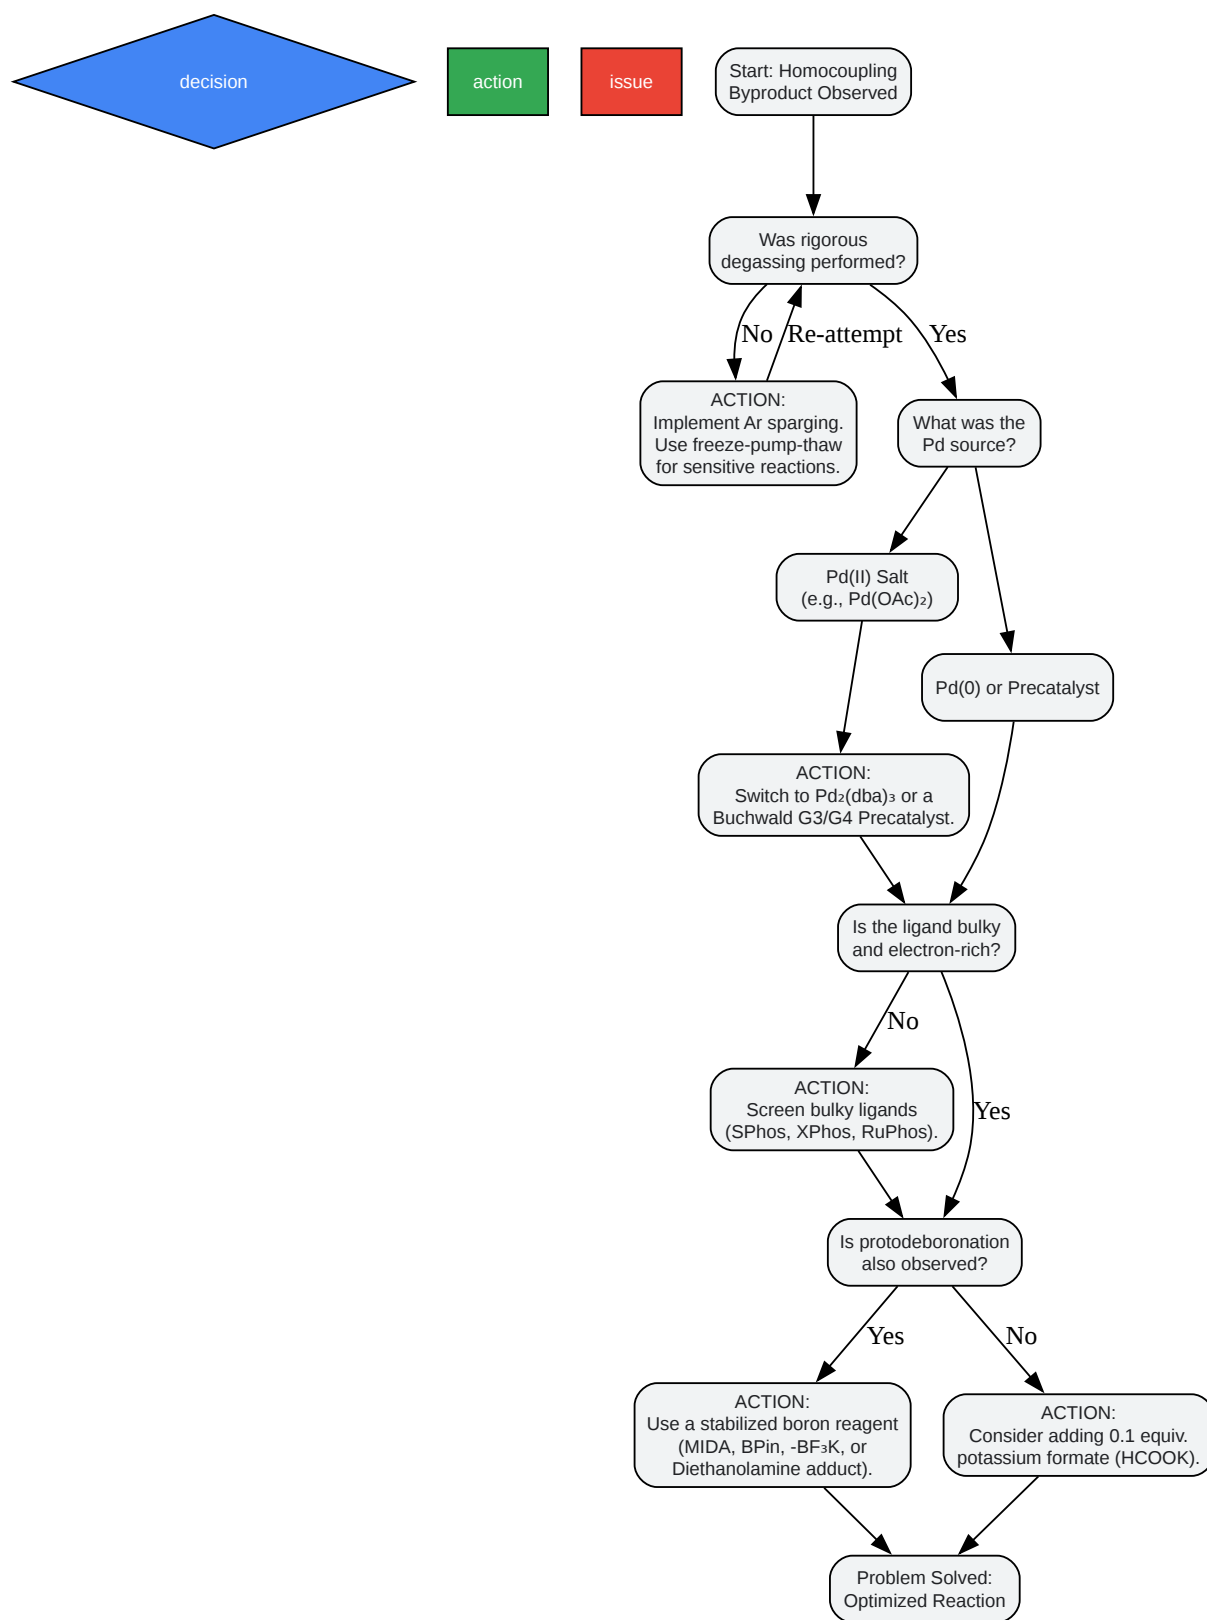 decision
action
issue
Start: Homocoupling
Byproduct Observed
Was rigorous
degassing performed?
No
Re-attempt
Yes
ACTION:
Implement Ar sparging.
Use freeze-pump-thaw
for sensitive reactions.
What was the
Pd source?
Pd(II) Salt
(e.g., Pd(OAc)₂)
Pd(0) or Precatalyst
ACTION:
Switch to Pd₂(dba)₃ or a
Buchwald G3/G4 Precatalyst.
Is the ligand bulky
and electron-rich?
No
Yes
ACTION:
Screen bulky ligands
(SPhos, XPhos, RuPhos).
Is protodeboronation
also observed?
Yes
No
ACTION:
Use a stabilized boron reagent
(MIDA, BPin, -BF₃K, or
Diethanolamine adduct).
ACTION:
Consider adding 0.1 equiv.
potassium formate (HCOOK).
Problem Solved:
Optimized Reaction